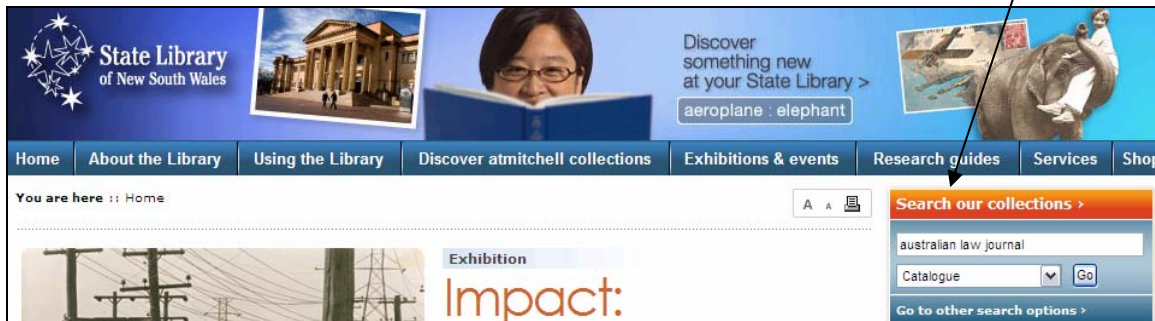 State Library
of New South Wales
Discover
something new
at your State Library >
aeroplane : elephant
Home
About the Library
Using the Library
Discover atmitchell collections
Exhibitions & events
Research guides
Services
Shop
You are here :: Home
A A
Search our collections ›
australian law journal
Catalogue
Go
Go to other search options ›
Exhibition
Impact: